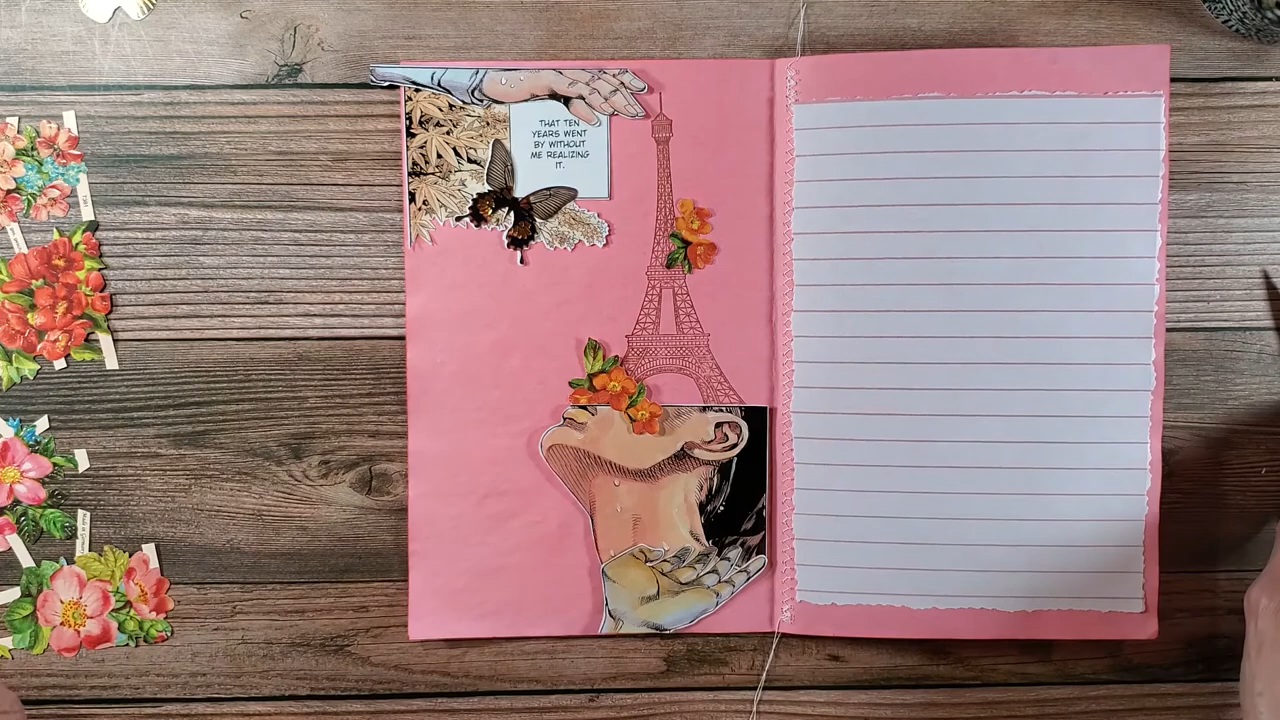 THAT TEN
YEARS WENT
BY WITHOUT
ME REALIZING
IT.